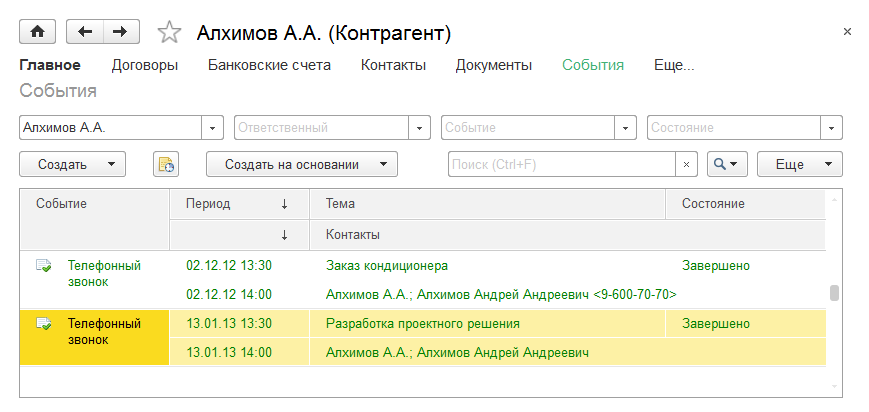 Алхимов А.А. (Контрагент)
Главное Договоры Банковские счета Контакты Документы События Еще...
События
Алхимов А.А. Ответственный Событие Состояние
Создать Создать на основании Поиск (Ctrl+F) Еще
Событие Период Тема Состояние
Контакты
Телефонный 02.12.12 13:30 Заказ кондиционера Завершено
звонок
02.12.12 14:00 Алхимов А.А.; Алхимов Андрей Андреевич <9-600-70-70>
Телефонный 13.01.13 13:30 Разработка проектного решения Завершено
звонок
13.01.13 14:00 Алхимов А.А.; Алхимов Андрей Андреевич